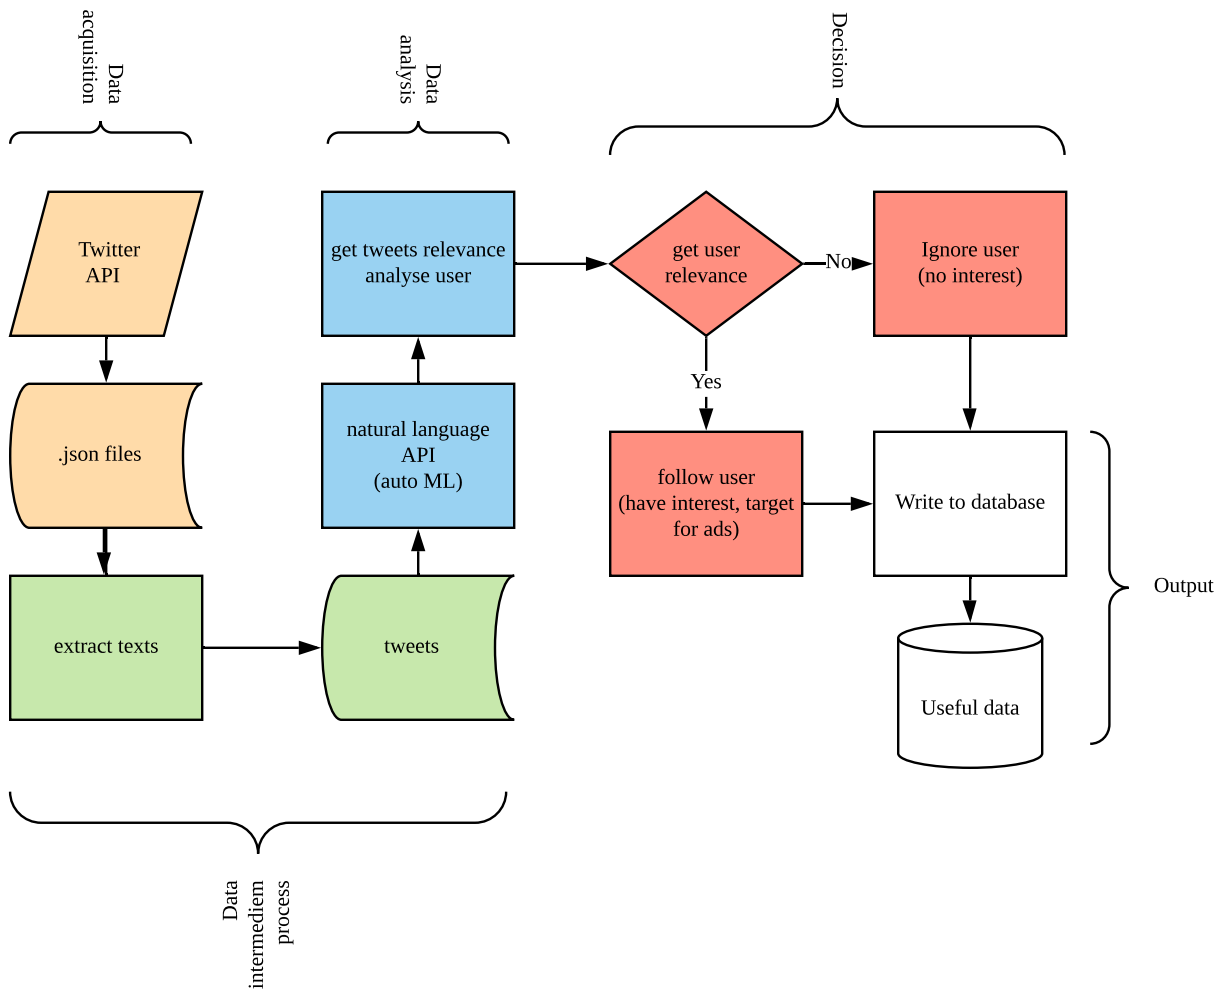 Data
acquisition
Data
analysis
Decision
Twitter
API
get tweets relevance
analyse user
get user
relevance
No
Ignore user
(no interest)
.json files
natural language
API
(auto ML)
Yes
follow user
(have interest, target
for ads)
Write to database
Output
extract texts
tweets
Useful data
Data
intermediem
process